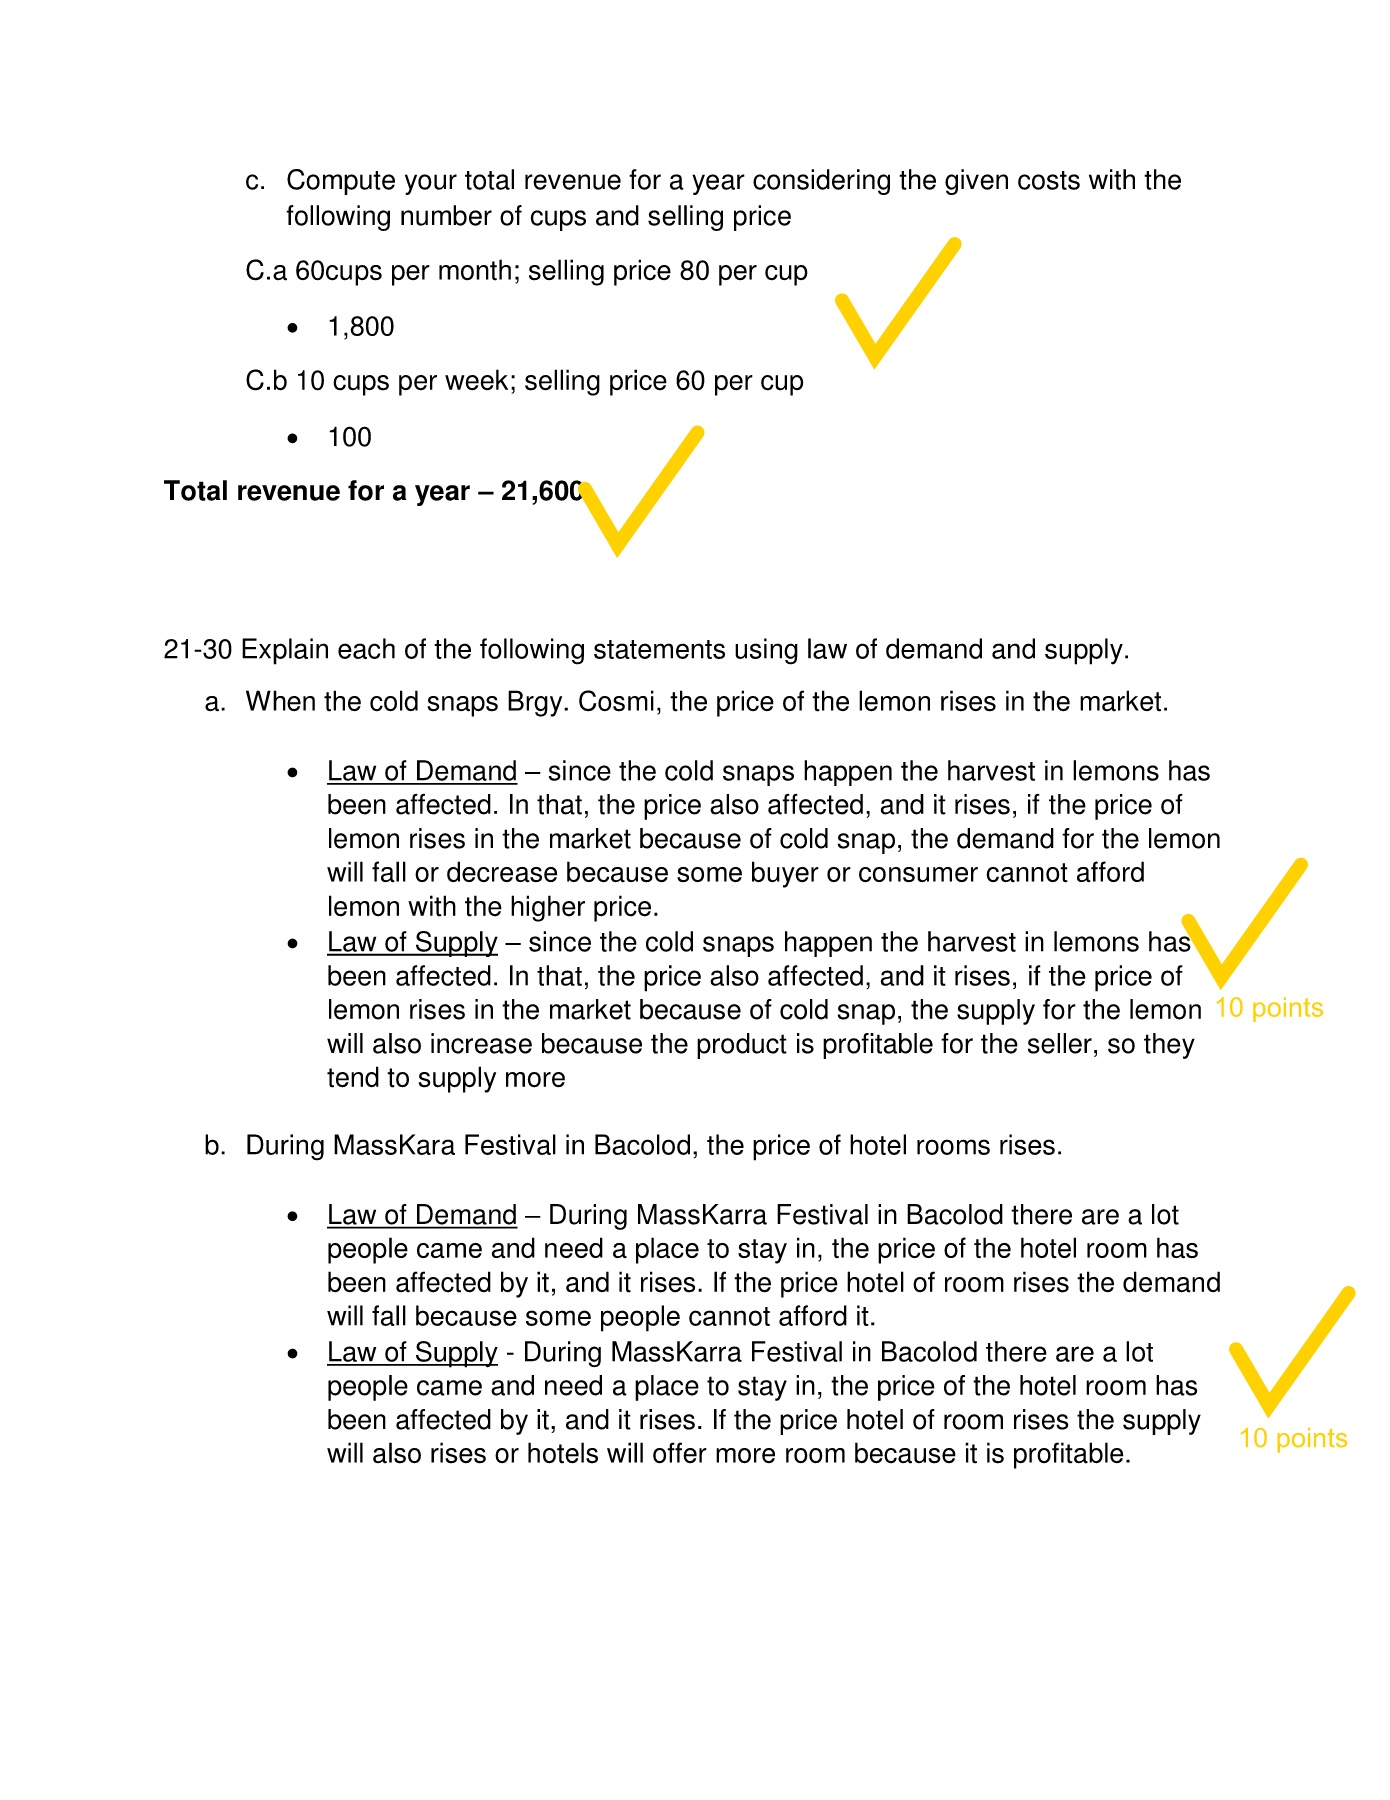 c. Compute your total revenue for a year considering the given costs with the
following number of cups and selling price
C.a 60cups per month; selling price 80 per cup
• 1,800
C.b 10 cups per week; selling price 60 per cup
• 100
Total revenue for a year – 21,600
21-30 Explain each of the following statements using law of demand and supply.
a. When the cold snaps Brgy. Cosmi, the price of the lemon rises in the market.
• Law of Demand – since the cold snaps happen the harvest in lemons has
been affected. In that, the price also affected, and it rises, if the price of
lemon rises in the market because of cold snap, the demand for the lemon
will fall or decrease because some buyer or consumer cannot afford
lemon with the higher price.
• Law of Supply – since the cold snaps happen the harvest in lemons has
been affected. In that, the price also affected, and it rises, if the price of
lemon rises in the market because of cold snap, the supply for the lemon
10 points
will also increase because the product is profitable for the seller, so they
tend to supply more
b. During MassKara Festival in Bacolod, the price of hotel rooms rises.
• Law of Demand – During MassKarra Festival in Bacolod there are a lot
people came and need a place to stay in, the price of the hotel room has
been affected by it, and it rises. If the price hotel of room rises the demand
will fall because some people cannot afford it.
• Law of Supply - During MassKarra Festival in Bacolod there are a lot
people came and need a place to stay in, the price of the hotel room has
been affected by it, and it rises. If the price hotel of room rises the supply
will also rises or hotels will offer more room because it is profitable.
10 points